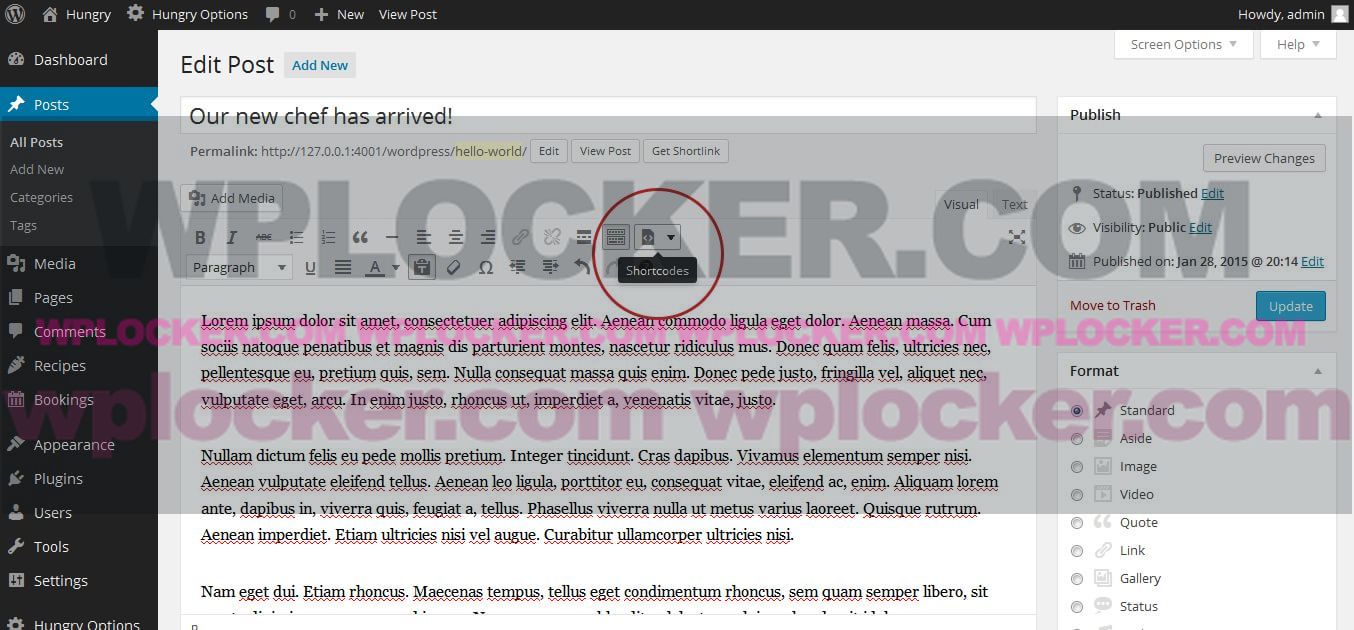 Hungry Hungry Options 0 New View Post Howdy, admin
Screen Options Help
Dashboard
Posts
All Posts
Add New
Categories
Tags
Media
Pages
Comments
Recipes
Bookings
Appearance
Plugins
Users
Tools
Settings
Hungry Options
Edit Post Add New
Our new chef has arrived!
Permalink: http://127.0.0.1:4001/wordpress/hello-world/ Edit View Post Get Shortlink
Add Media
Visual Text
B I ABC
Paragraph U A Ω
Shortcodes
Lorem ipsum dolor sit amet, consectetuer adipiscing elit. Aenean commodo ligula eget dolor. Aenean massa. Cum
sociis natoque penatibus et magnis dis parturient montes, nascetur ridiculus mus. Donec quam felis, ultricies nec,
pellentesque eu, pretium quis, sem. Nulla consequat massa quis enim. Donec pede justo, fringilla vel, aliquet nec,
vulputate eget, arcu. In enim justo, rhoncus ut, imperdiet a, venenatis vitae, justo.
Nullam dictum felis eu pede mollis pretium. Integer tincidunt. Cras dapibus. Vivamus elementum semper nisi.
Aenean vulputate eleifend tellus. Aenean leo ligula, porttitor eu, consequat vitae, eleifend ac, enim. Aliquam lorem
ante, dapibus in, viverra quis, feugiat a, tellus. Phasellus viverra nulla ut metus varius laoreet. Quisque rutrum.
Aenean imperdiet. Etiam ultricies nisi vel augue. Curabitur ullamcorper ultricies nisi.
Nam eget dui. Etiam rhoncus. Maecenas tempus, tellus eget condimentum rhoncus, sem quam semper libero, sit
p
Publish
Preview Changes
Status: Published Edit
Visibility: Public Edit
Published on: Jan 28, 2015 @ 20:14 Edit
Move to Trash Update
Format
Standard
Aside
Image
Video
Quote
Link
Gallery
Status
WPLOCKER.COM
WPLOCKER.COM WPLOCKER.COM WPLOCKER.COM WPLOCKER.COM
wplocker.com wplocker.com